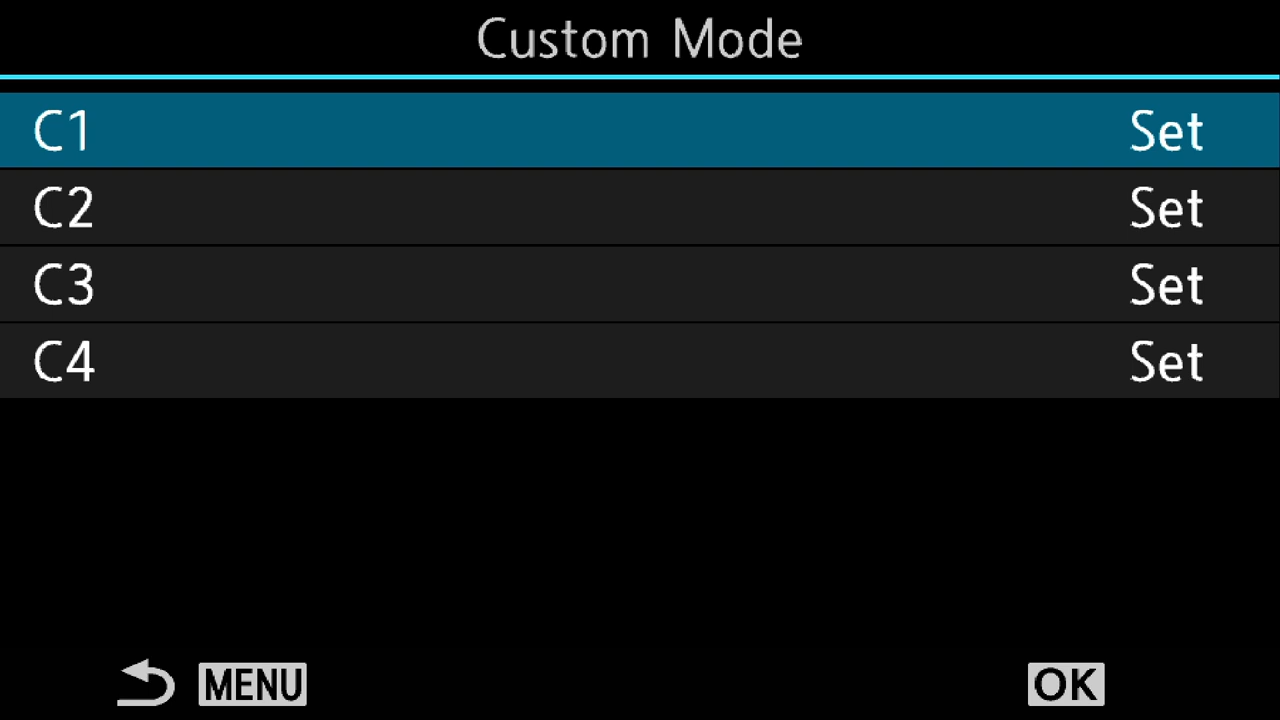 Custom Mode
C1 Set
C2 Set
C3 Set
C4 Set
MENU OK